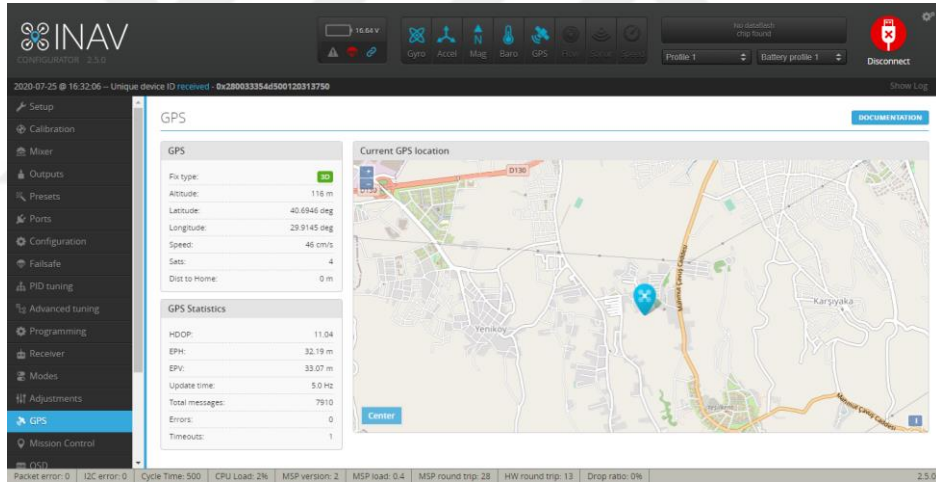 INAV
CONFIGURATOR 2.5.0
16.64 V
Gyro Accel Mag Baro GPS Flow Sonar Speed
No dataflash
chip found
Profile 1
Battery profile 1
Disconnect
2020-07-25 @ 16:32:06 -- Unique device ID received - 0x280033354d500120313750
Show Log
Setup
Calibration
Mixer
Outputs
Presets
Ports
Configuration
Failsafe
PID tuning
Advanced tuning
Programming
Receiver
Modes
Adjustments
GPS
Mission Control
OSD
GPS
DOCUMENTATION
GPS
Fix type: 3D
Altitude: 116 m
Latitude: 40.6946 deg
Longitude: 29.9145 deg
Speed: 46 cm/s
Sats: 4
Dist to Home: 0 m
GPS Statistics
HDOP: 11.04
EPH: 32.19 m
EPV: 33.07 m
Update time: 5.0 Hz
Total messages: 7910
Errors: 0
Timeouts: 1
Current GPS location
+
-
D130
D130
Mahmut Çavuş Caddesi
Karşıyaka
Yeniköy
Mahmut Çavuş Caddesi
Center
i
Packet error: 0 I2C error: 0 Cycle Time: 500 CPU Load: 2% MSP version: 2 MSP load: 0.4 MSP round trip: 28 HW round trip: 13 Drop ratio: 0% 2.5.0